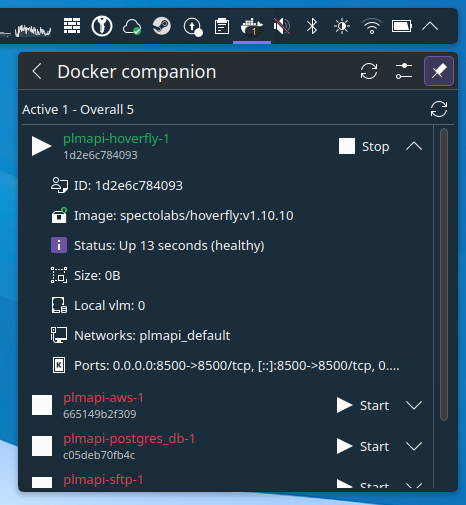 1
Docker companion
Active 1 - Overall 5
plmapi-hoverfly-1
1d2e6c784093
Stop
ID: 1d2e6c784093
Image: spectolabs/hoverfly:v1.10.10
Status: Up 13 seconds (healthy)
Size: 0B
Local vlm: 0
Networks: plmapi_default
Ports: 0.0.0.0:8500->8500/tcp, [::]:8500->8500/tcp, 0....
plmapi-aws-1
665149b2f309
Start
plmapi-postgres_db-1
c05deb70fb4c
Start
plmapi-sftp-1
Start